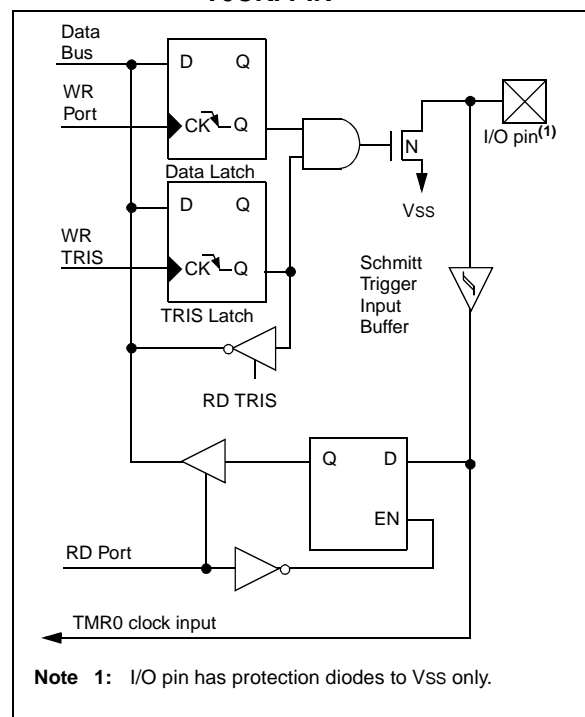 Data
Bus
D Q
WR
Port
CK Q
Data Latch
N
I/O pin(1)
VSS
D Q
WR
TRIS
CK Q
TRIS Latch
Schmitt
Trigger
Input
Buffer
RD TRIS
Q D
EN
RD Port
TMR0 clock input
Note 1: I/O pin has protection diodes to VSS only.